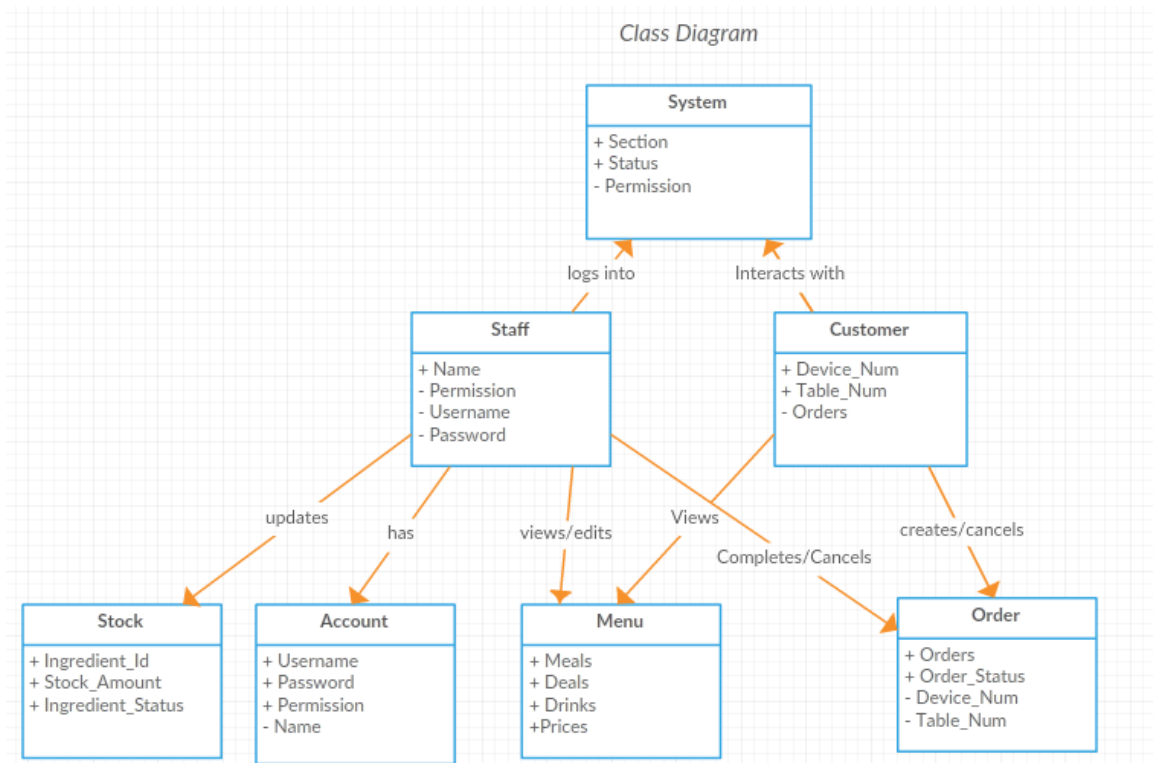 Class Diagram
System
+ Section
+ Status
- Permission
logs into
Interacts with
Staff
+ Name
- Permission
- Username
- Password
Customer
+ Device_Num
+ Table_Num
- Orders
updates
has
views/edits
Views
Completes/Cancels
creates/cancels
Stock
+ Ingredient_Id
+ Stock_Amount
+ Ingredient_Status
Account
+ Username
+ Password
+ Permission
- Name
Menu
+ Meals
+ Deals
+ Drinks
+Prices
Order
+ Orders
+ Order_Status
- Device_Num
- Table_Num